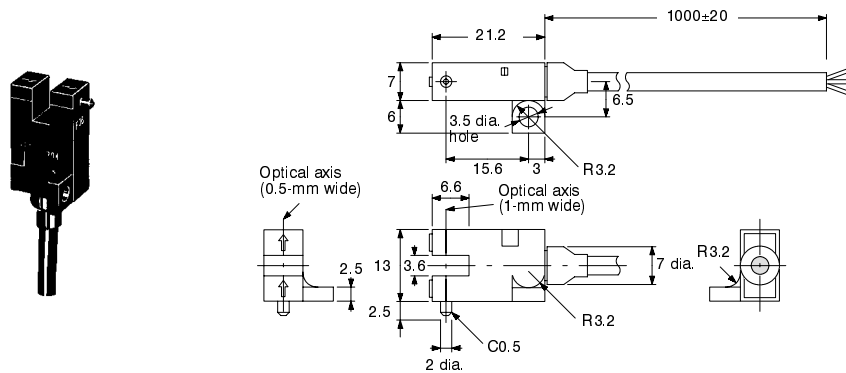 1000±20
21.2
7
6
3.5 dia.
hole
6.5
15.6
3
R3.2
Optical axis
(0.5-mm wide)
6.6
Optical axis
(1-mm wide)
2.5
13
3.6
2.5
7 dia.
R3.2
R3.2
C0.5
2 dia.